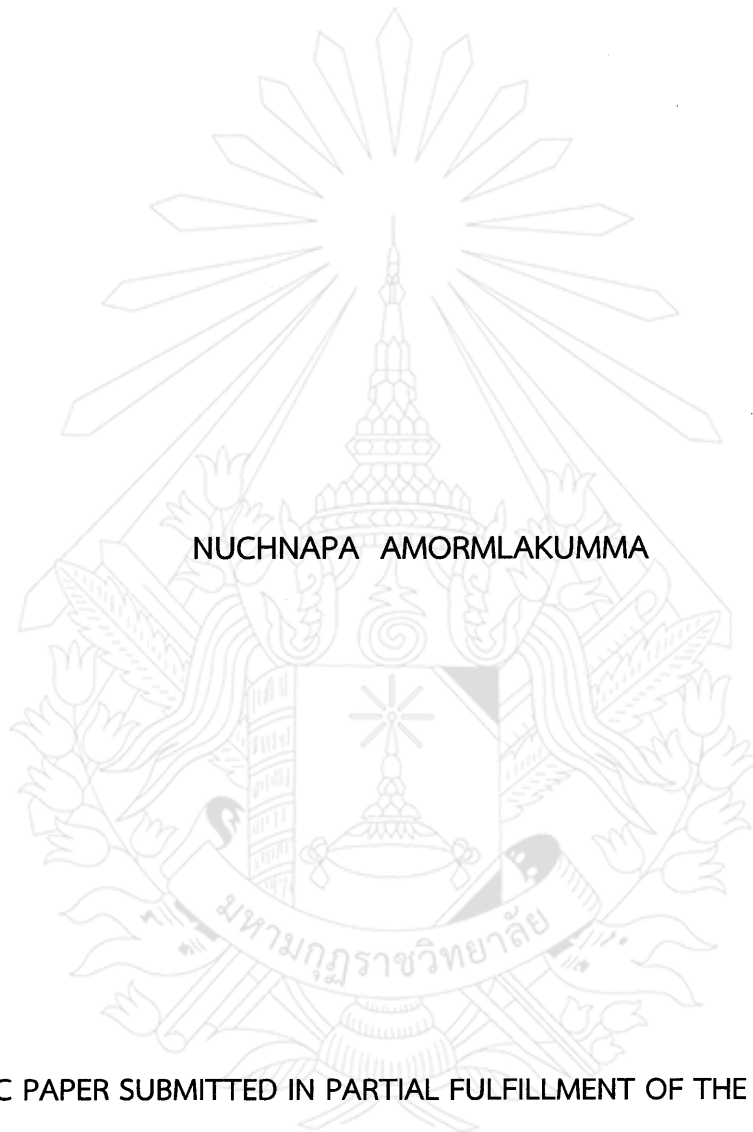 NUCHNAPA AMORMLAKUMMA
มหามกุฏราชวิทยาลัย
C PAPER SUBMITTED IN PARTIAL FULFILLMENT OF THE